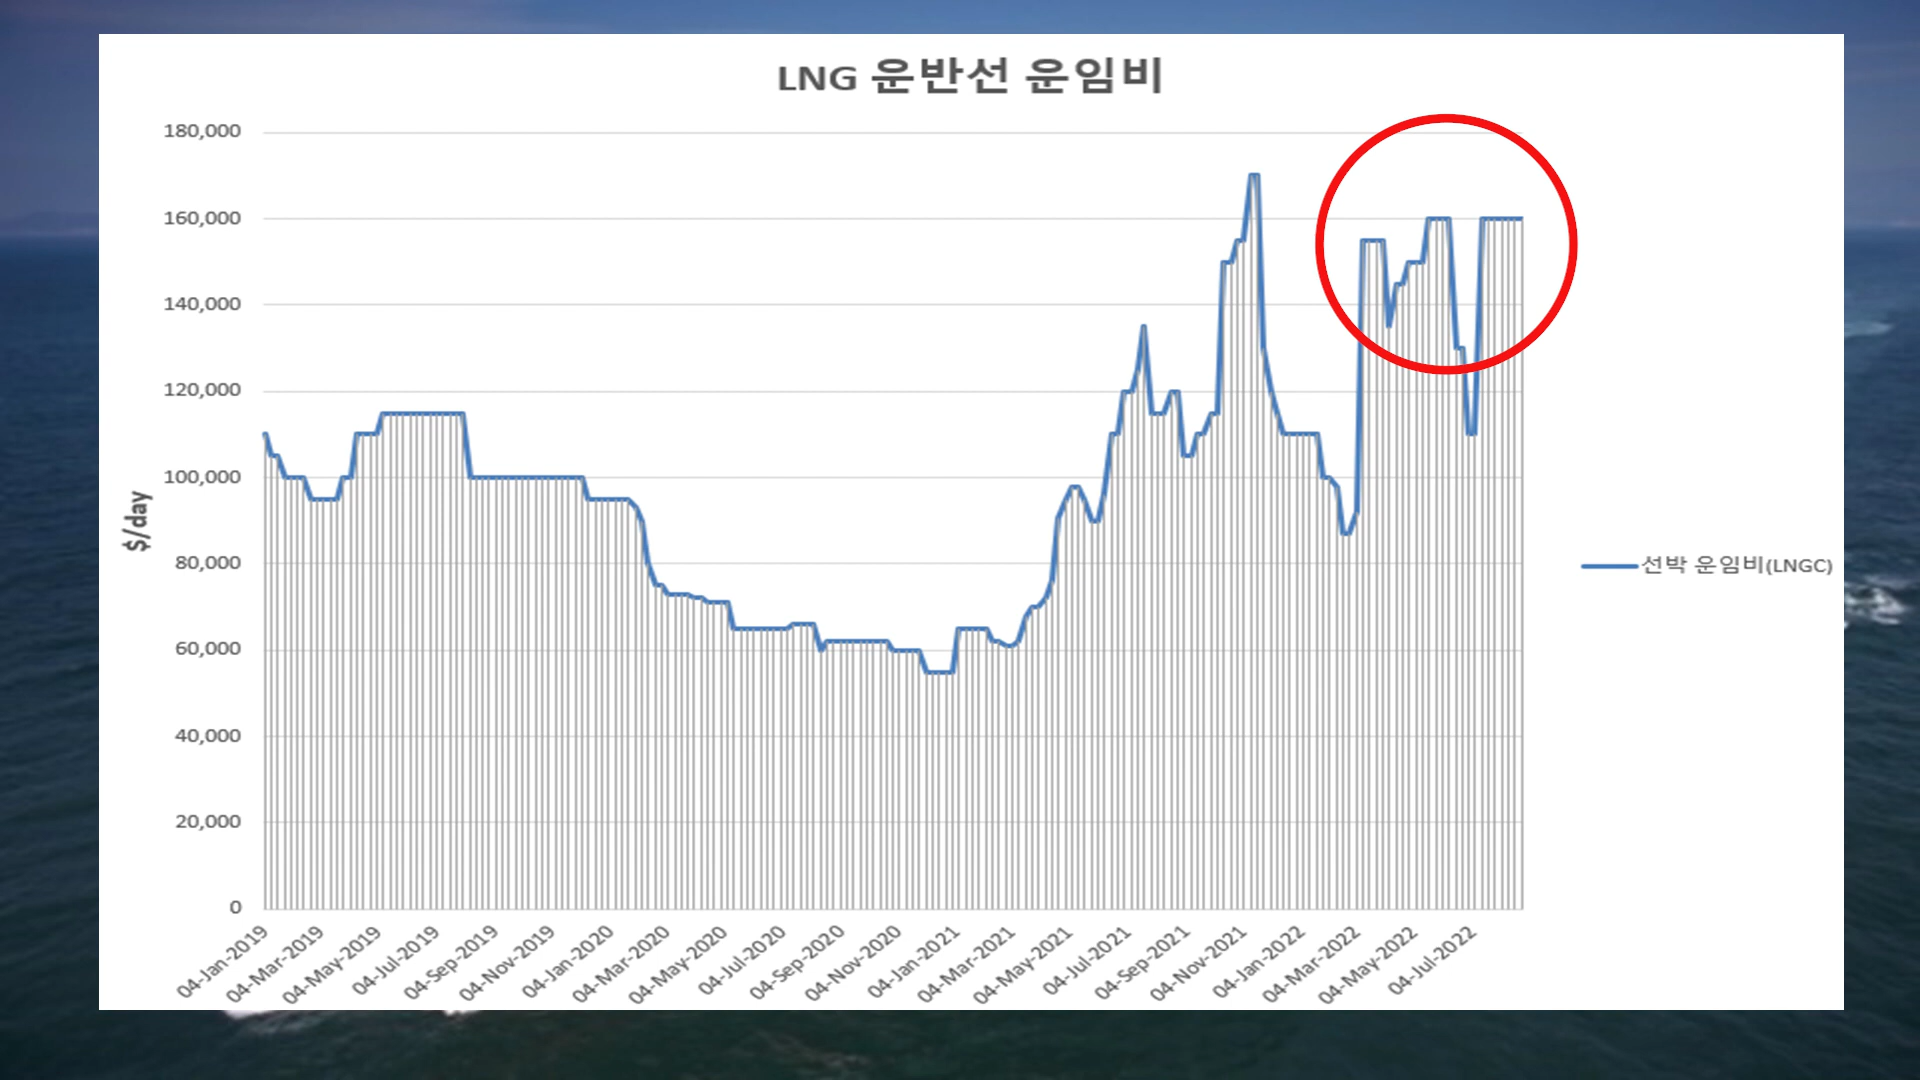 LNG 운반선 운임비
180,000
160,000
140,000
120,000
100,000
80,000
60,000
40,000
20,000
0
$/day
04-Jan-2019
04-Mar-2019
04-May-2019
04-Jul-2019
04-Sep-2019
04-Nov-2019
04-Jan-2020
04-Mar-2020
04-May-2020
04-Jul-2020
04-Sep-2020
04-Nov-2020
04-Jan-2021
04-Mar-2021
04-May-2021
04-Jul-2021
04-Sep-2021
04-Nov-2021
04-Jan-2022
04-Mar-2022
04-May-2022
04-Jul-2022
선박 운임비(LNGC)